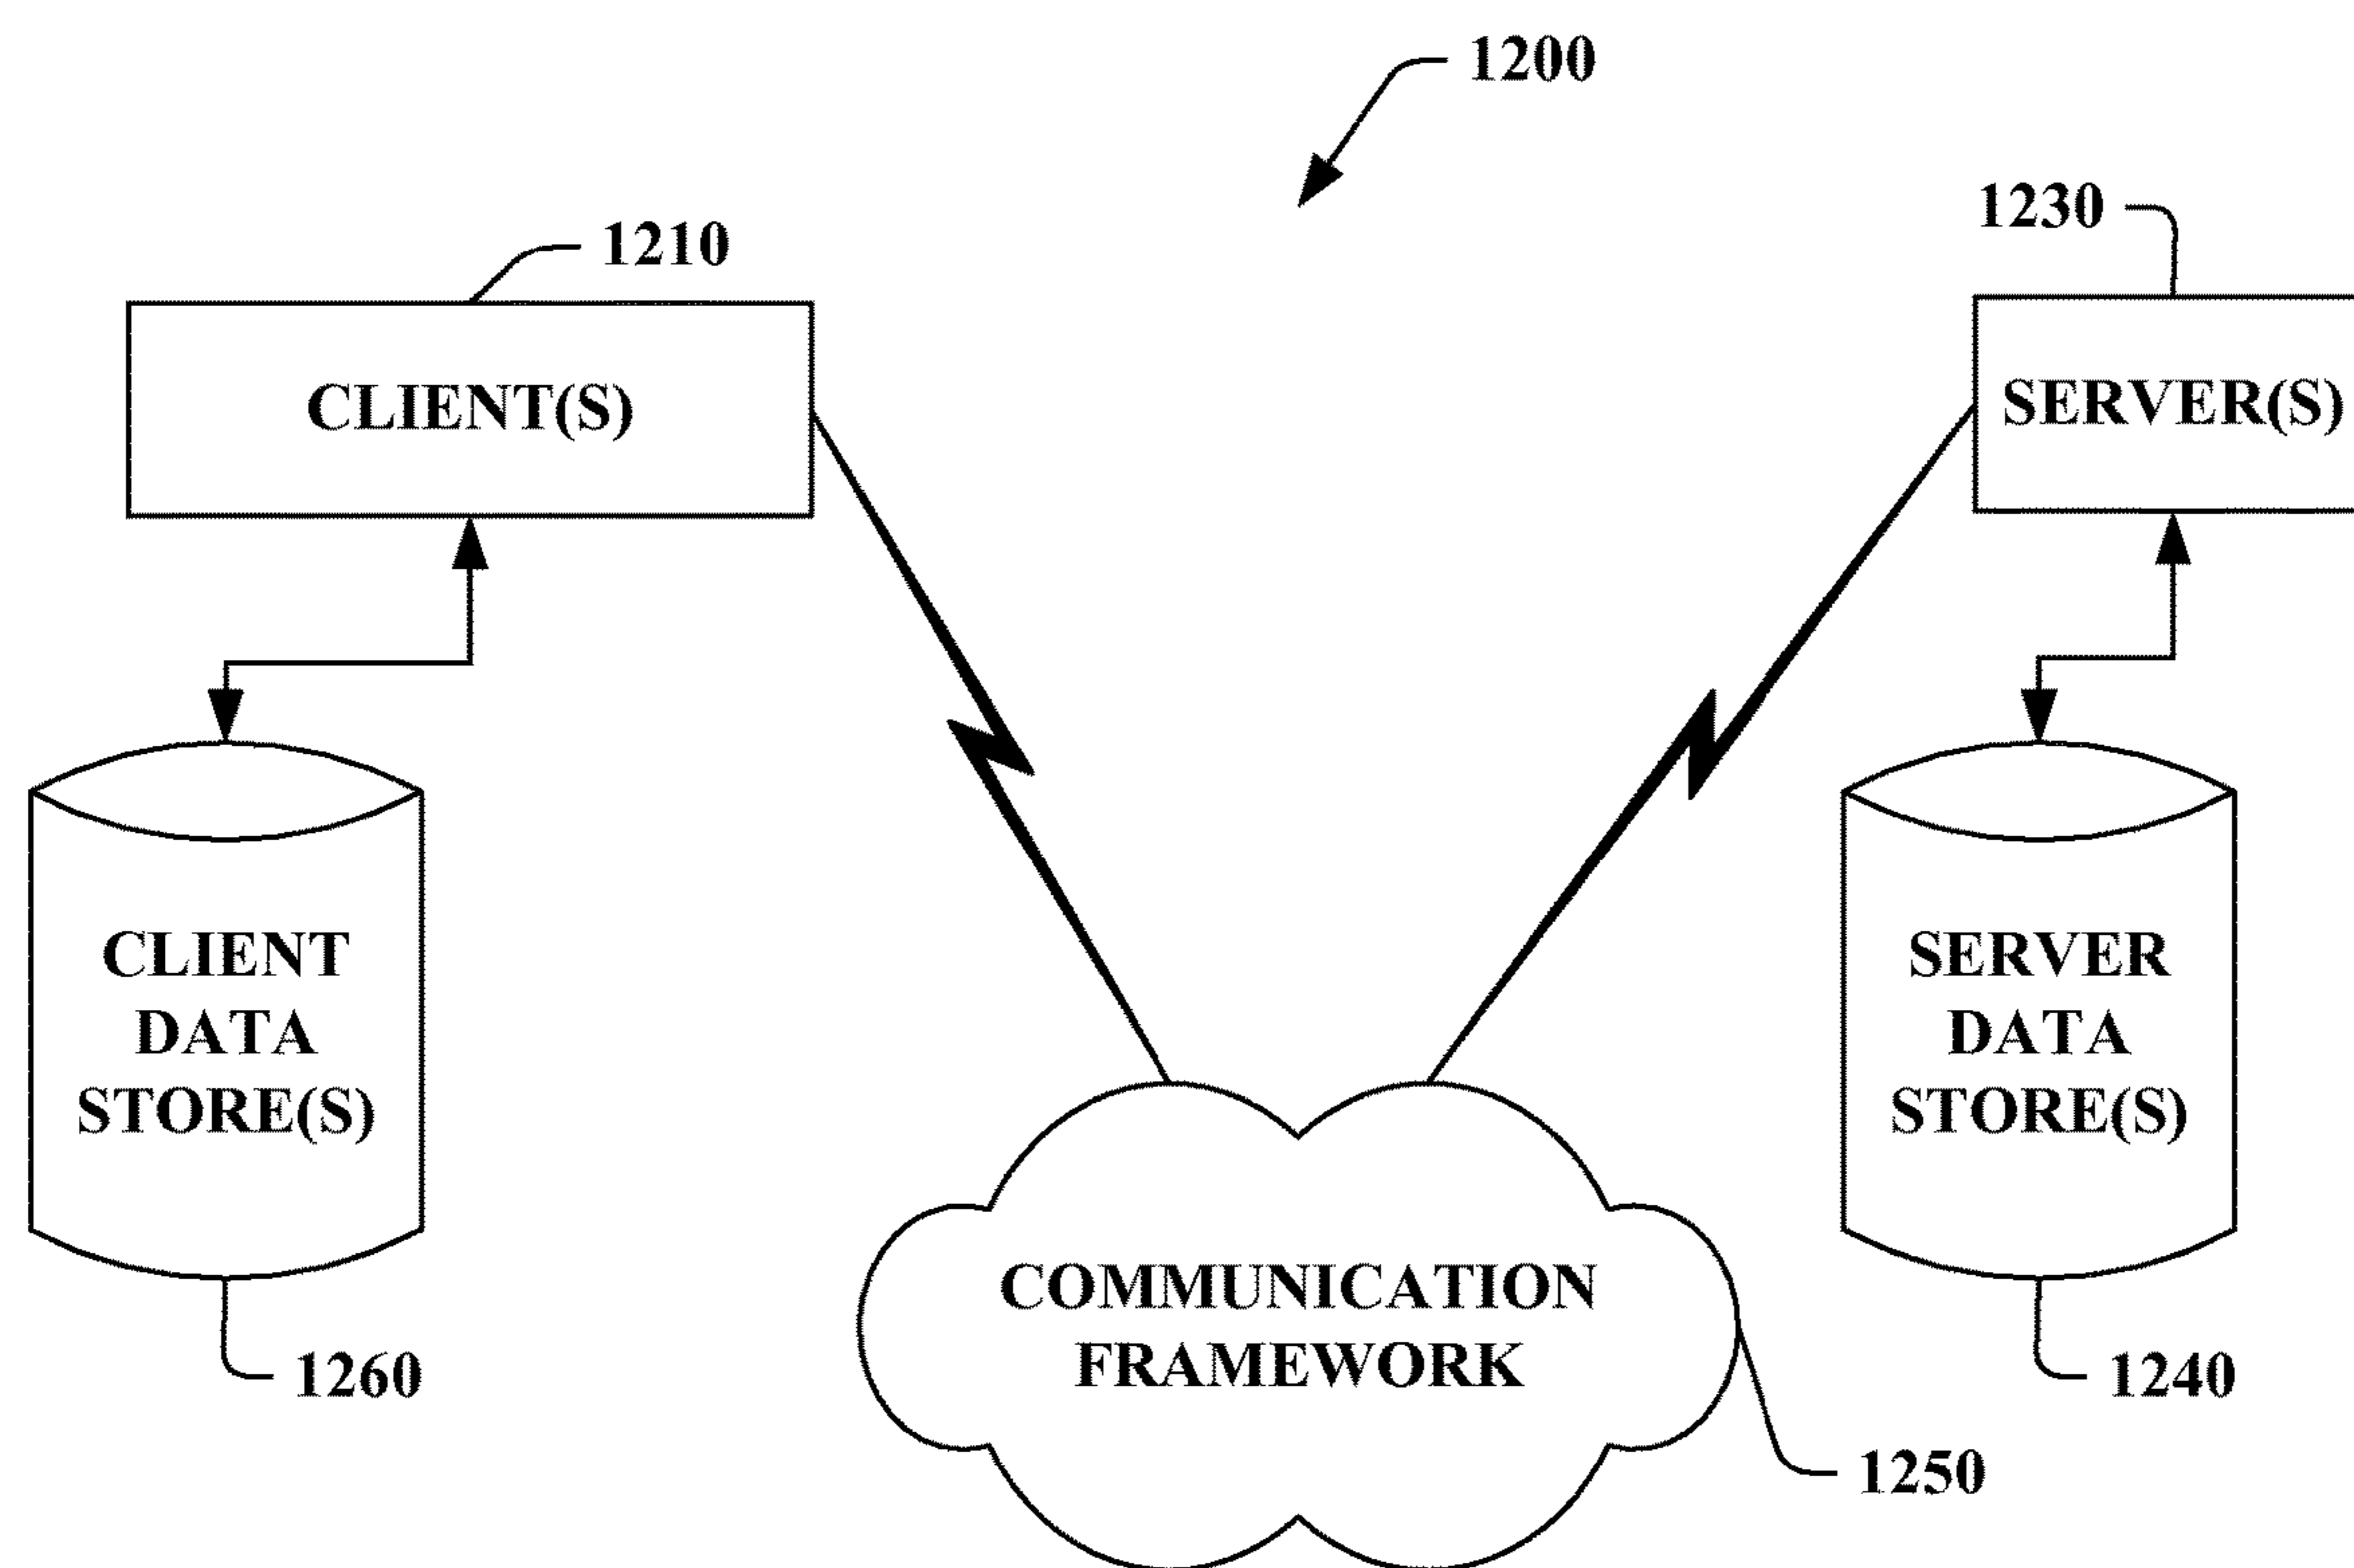 1200
1210
1230
CLIENT(S)
SERVER(S)
CLIENT
DATA
STORE(S)
SERVER
DATA
STORE(S)
COMMUNICATION
FRAMEWORK
1260
1240
1250